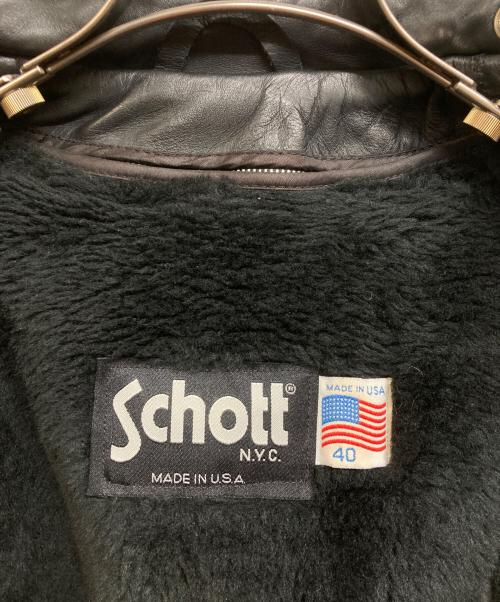 Schott®
N.Y.C.
MADE IN U.S.A
MADE IN USA
40